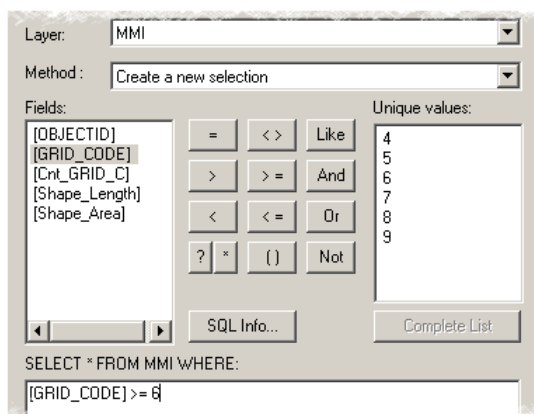 Layer: MMI
Method : Create a new selection
Fields:
Unique values:
[OBJECTID]
[GRID_CODE]
[Cnt_GRID_C]
[Shape_Length]
[Shape_Area]
= < > Like
> > = And
< < = Or
? * ( ) Not
4
5
6
7
8
9
SQL Info...
Complete List
SELECT * FROM MMI WHERE:
[GRID_CODE] >= 6